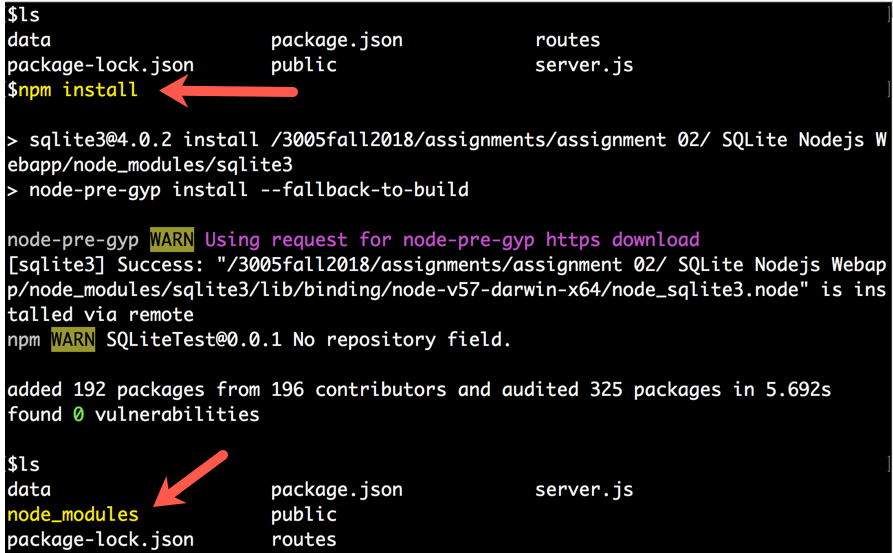 $ls
data package.json routes
package-lock.json public server.js
$npm install
> sqlite3@4.0.2 install /3005fall2018/assignments/assignment 02/ SQLite Nodejs W
ebapp/node_modules/sqlite3
> node-pre-gyp install --fallback-to-build
node-pre-gyp WARN Using request for node-pre-gyp https download
[sqlite3] Success: "/3005fall2018/assignments/assignment 02/ SQLite Nodejs Webap
p/node_modules/sqlite3/lib/binding/node-v57-darwin-x64/node_sqlite3.node" is ins
talled via remote
npm WARN SQLiteTest@0.0.1 No repository field.
added 192 packages from 196 contributors and audited 325 packages in 5.692s
found 0 vulnerabilities
$ls
data package.json server.js
node_modules public
package-lock.json routes